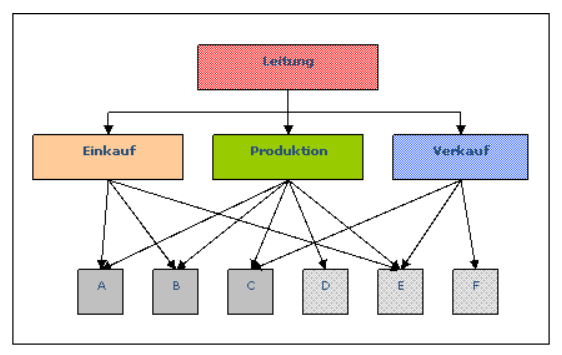 Leitung
Einkauf
Produktion
Verkauf
A
B
C
D
E
F